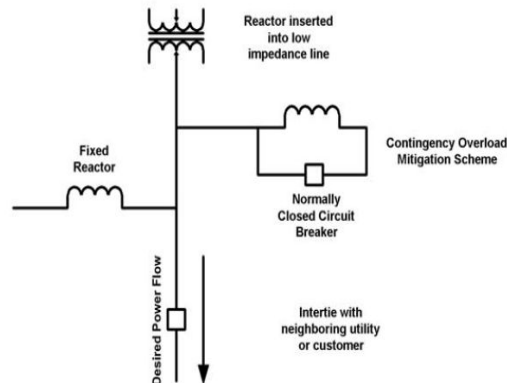 Reactor inserted
into low
impedance line
Fixed
Reactor
Contingency Overload
Mitigation Scheme
Normally
Closed Circuit
Breaker
Desired Power Flow
Intertie with
neighboring utility
or customer